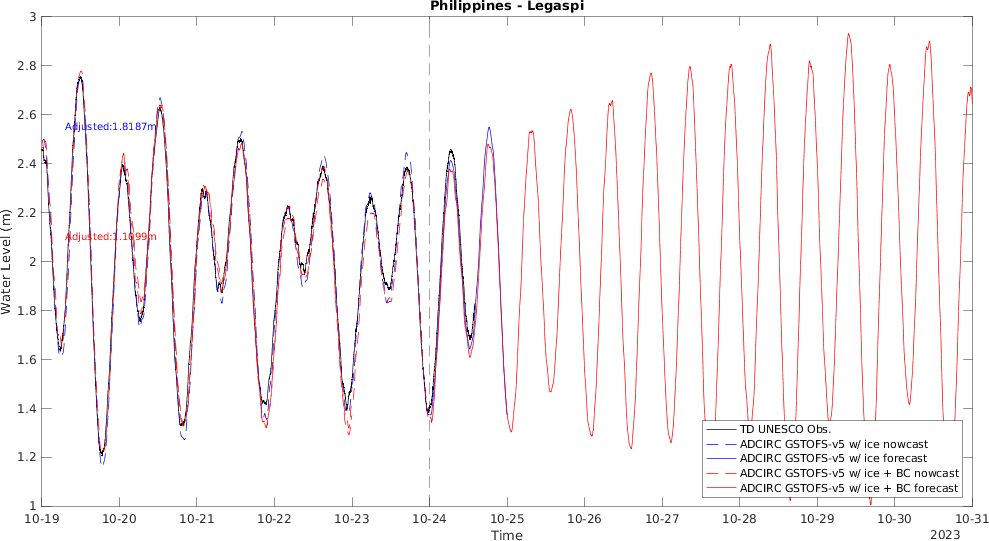 Philippines - Legaspi
Water Level (m)
3
2.8
2.6
2.4
2.2
2
1.8
1.6
1.4
1.2
1
Adjusted:1.8187m
Adjusted:1.1099m
TD UNESCO Obs.
ADCIRC GSTOFS-v5 w/ ice nowcast
ADCIRC GSTOFS-v5 w/ ice forecast
ADCIRC GSTOFS-v5 w/ ice + BC nowcast
ADCIRC GSTOFS-v5 w/ ice + BC forecast
10-19
10-20
10-21
10-22
10-23
10-24
10-25
10-26
10-27
10-28
10-29
10-30
10-31
Time
2023